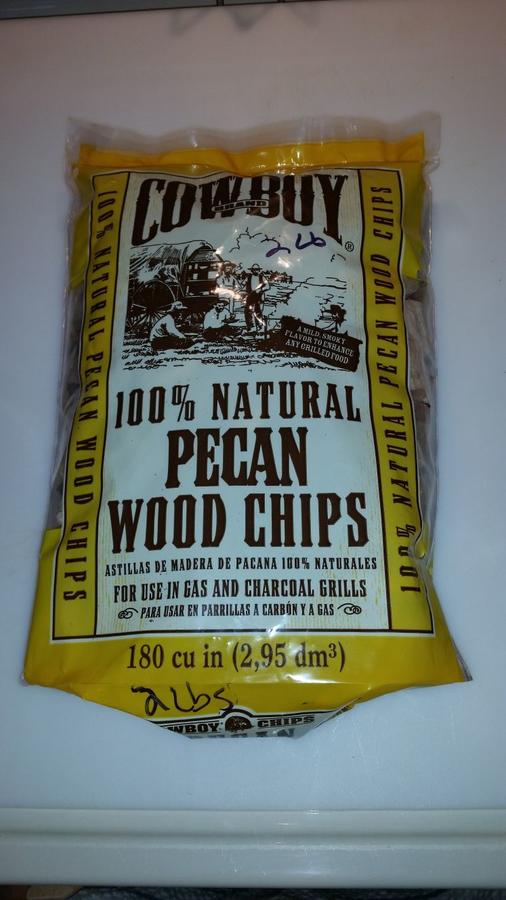 COWBOY
BRAND
®
2 Lb
A MILD, SMOKY
FLAVOR TO ENHANCE
ANY GRILLED FOOD
100% NATURAL PECAN WOOD CHIPS
100% NATURAL PECAN WOOD CHIPS
100% NATURAL
PECAN
WOOD CHIPS
ASTILLAS DE MADERA DE PACANA 100% NATURALES
FOR USE IN GAS AND CHARCOAL GRILLS
PARA USAR EN PARRILLAS A CARBÓN Y A GAS
180 cu in (2,95 dm³)
2 Lbs
WBOY CHIPS